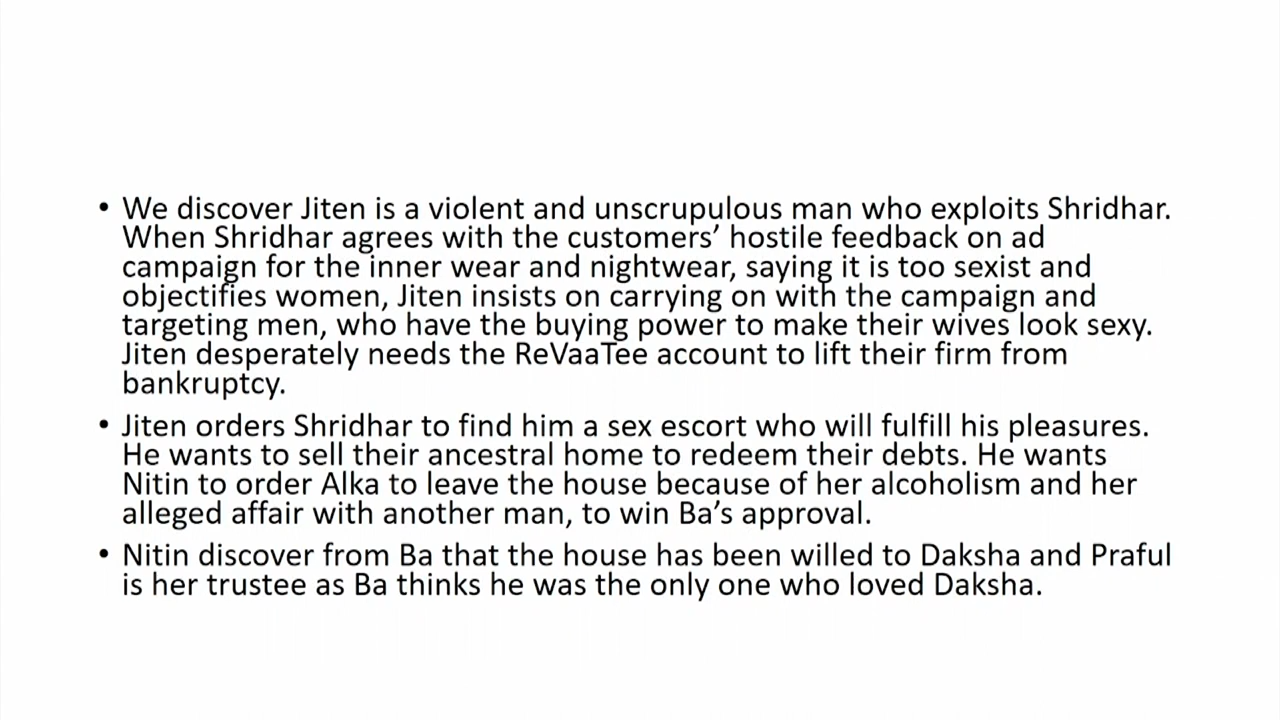 • We discover Jiten is a violent and unscrupulous man who exploits Shridhar.
When Shridhar agrees with the customers’ hostile feedback on ad
campaign for the inner wear and nightwear, saying it is too sexist and
objectifies women, Jiten insists on carrying on with the campaign and
targeting men, who have the buying power to make their wives look sexy.
Jiten desperately needs the ReVaaTee account to lift their firm from
bankruptcy.
• Jiten orders Shridhar to find him a sex escort who will fulfill his pleasures.
He wants to sell their ancestral home to redeem their debts. He wants
Nitin to order Alka to leave the house because of her alcoholism and her
alleged affair with another man, to win Ba’s approval.
• Nitin discover from Ba that the house has been willed to Daksha and Praful
is her trustee as Ba thinks he was the only one who loved Daksha.